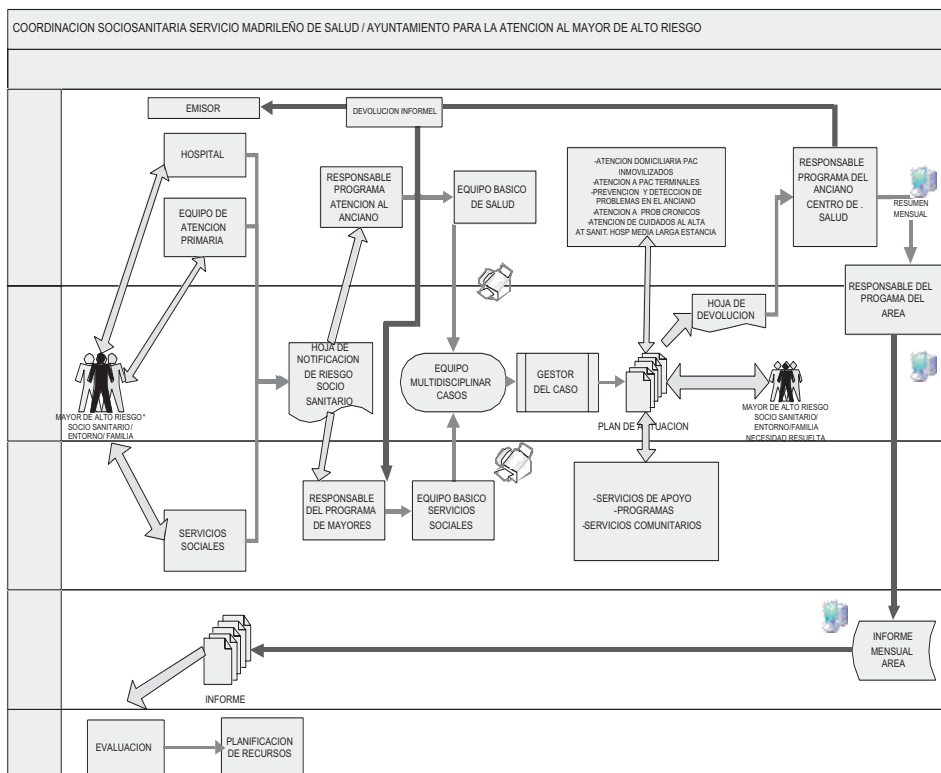 COORDINACION SOCIOSANITARIA SERVICIO MADRILEÑO DE SALUD / AYUNTAMIENTO PARA LA ATENCION AL MAYOR DE ALTO RIESGO
EMISOR
DEVOLUCION INFORMEL
HOSPITAL
EQUIPO DE
ATENCION
PRIMARIA
RESPONSABLE
PROGRAMA
ATENCION AL
ANCIANO
EQUIPO BASICO
DE SALUD
-ATENCION DOMICILIARIA PAC
INMOVILIZADOS
-ATENCION A PAC TERMINALES
-PREVENCION Y DETECCION DE
PROBLEMAS EN EL ANCIANO
-ATENCION A PROB CRONICOS
-ATENCION DE CUIDADOS AL ALTA
AT SANIT. HOSP MEDIA LARGA ESTANCIA
RESPONSABLE
PROGRAMA DEL
ANCIANO
CENTRO DE .
SALUD
RESUMEN
MENSUAL
RESPONSABLE DEL
PROGAMA DEL
AREA
HOJA DE
DEVOLUCION
HOJA DE
NOTIFICACION
DE RIESGO
SOCIO
SANITARIO
EQUIPO
MULTIDISCIPLINAR
CASOS
GESTOR
DEL CASO
PLAN DE ACTUACION
MAYOR DE ALTO RIESGO*
SOCIO SANITARIO/
ENTORNO/ FAMILIA
MAYOR DE ALTO RIESGO
SOCIO SANITARIO/
ENTORNO/FAMILIA
NECESIDAD RESUELTA
SERVICIOS
SOCIALES
RESPONSABLE
DEL PROGRAMA
DE MAYORES
EQUIPO BASICO
SERVICIOS
SOCIALES
-SERVICIOS DE APOYO
-PROGRAMAS
-SERVICIOS COMUNITARIOS
INFORME
MENSUAL
AREA
INFORME
EVALUACION
PLANIFICACION
DE RECURSOS